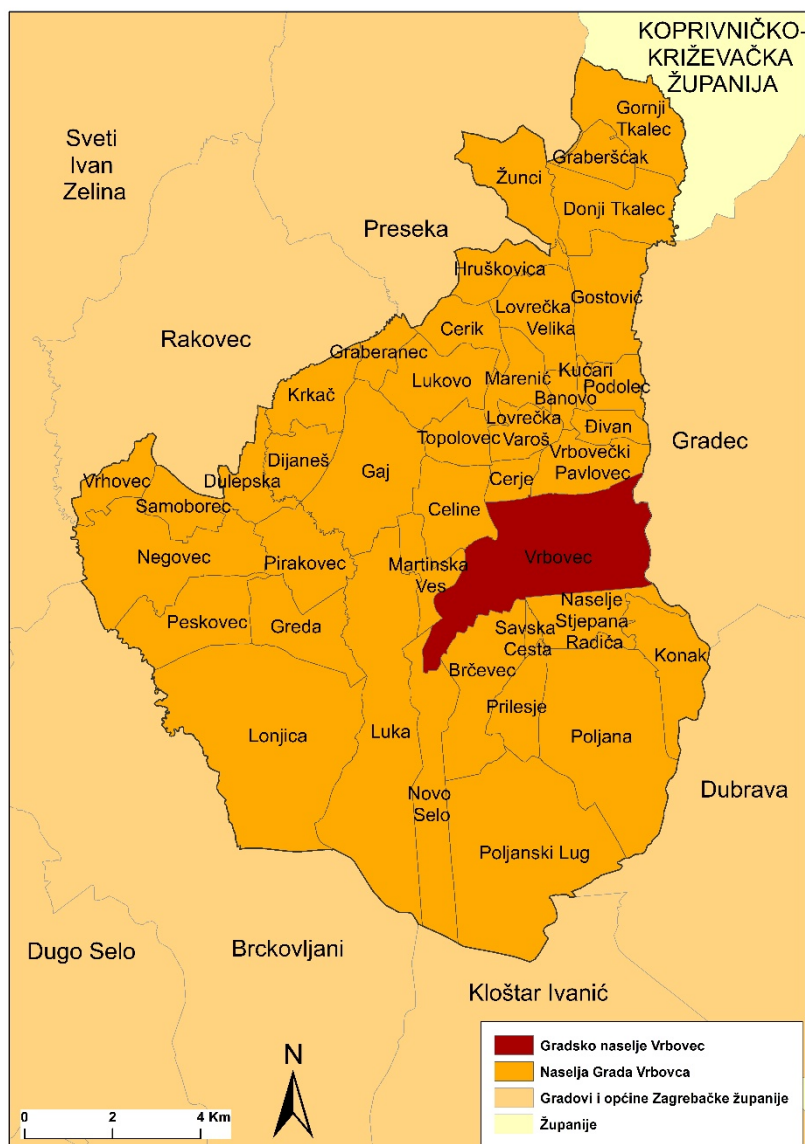 KOPRIVNIČKO-
KRIŽEVAČKA
ŽUPANIJA
Gornji
Tkalec
Sveti
Ivan
Zelina
Graberšćak
Žunci
Donji Tkalec
Preseka
Hruškovica
Gostović
Lovrečka
Velika
Cerik
Rakovec
Graberanec
Kućari
Lukovo
Marenić
Podolec
Krkač
Banovo
Lovrečka
Varoš
Đivan
Topolovec
Gradec
Vrbovečki
Pavlovec
Dijaneš
Gaj
Vrhovec
Dulepska
Cerje
Samoborec
Celine
Negovec
Pirakovec
Martinska
Ves
Vrbovec
Naselje
Stjepana
Radića
Peskovec
Greda
Savska
Cesta
Konak
Brčevec
Prilesje
Lonjica
Luka
Poljana
Novo
Selo
Dubrava
Poljanski Lug
Dugo Selo
Brckovljani
Kloštar Ivanić
N
0 2 4 Km
Gradsko naselje Vrbovec
Naselja Grada Vrbovca
Gradovi i općine Zagrebačke županije
Županije